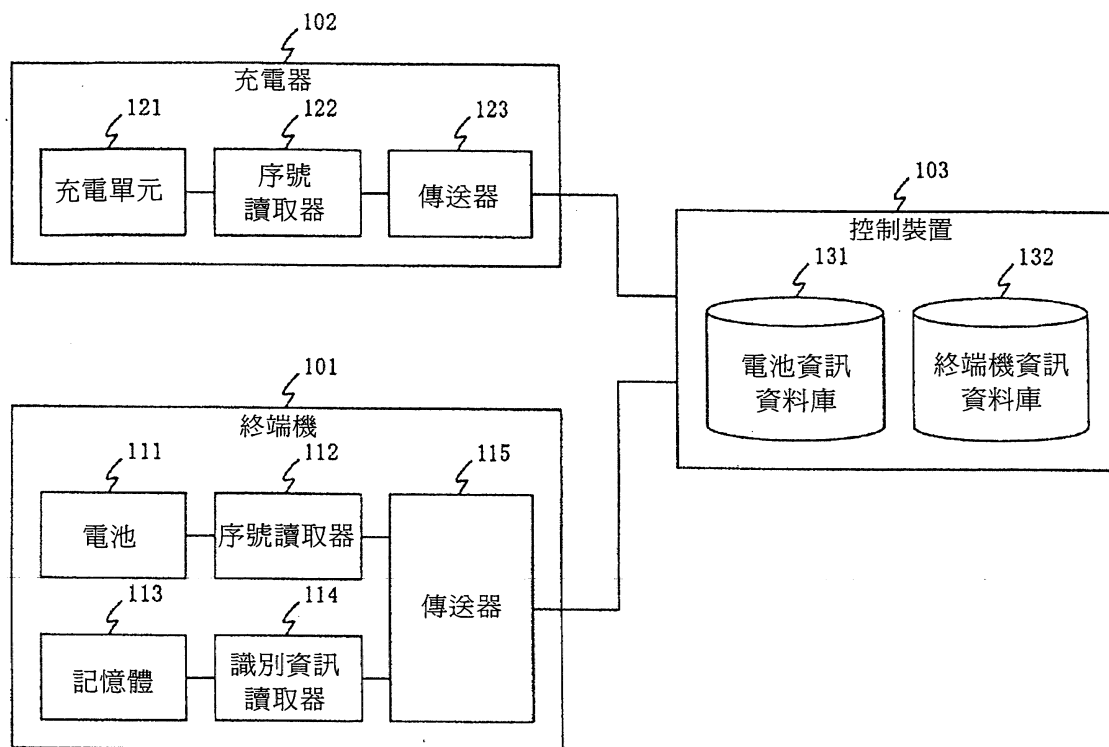 102
充電器
121
122
123
充電單元
序號
讀取器
傳送器
103
控制裝置
131
132
電池資訊
資料庫
終端機資訊
資料庫
101
終端機
111
112
115
電池
序號讀取器
傳送器
113
114
記憶體
識別資訊
讀取器